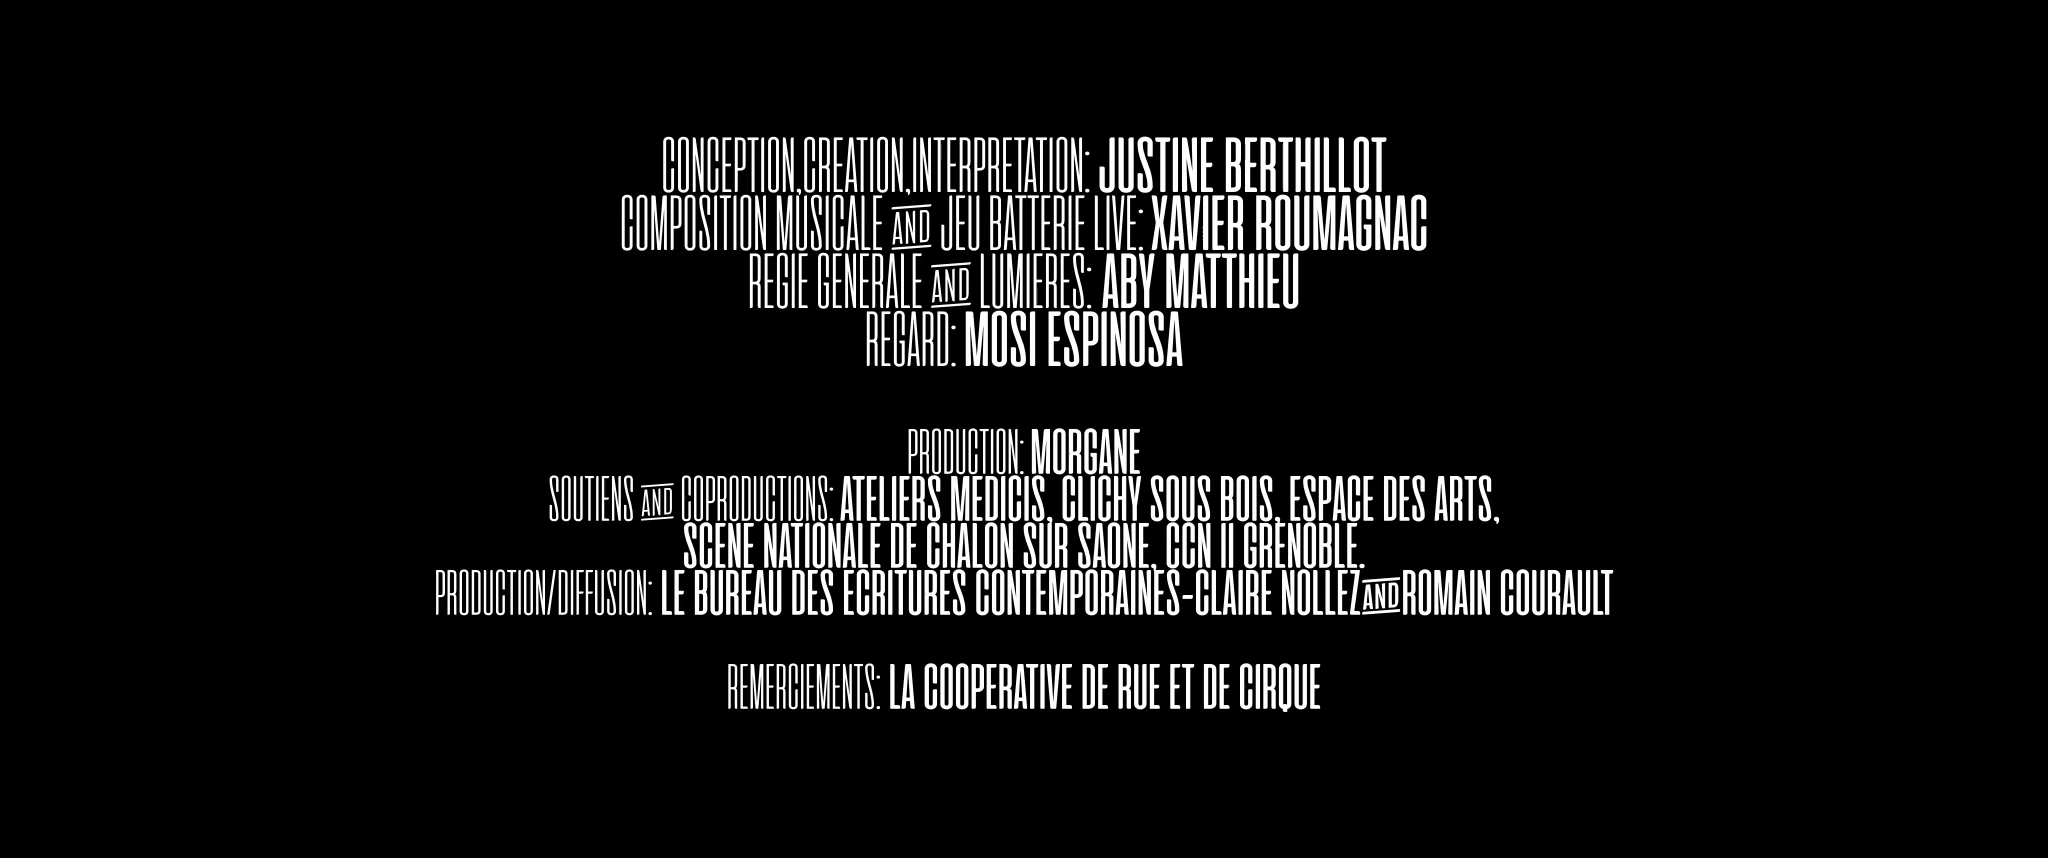 CONCEPTION,CREATION,INTERPRETATION: JUSTINE BERTHILLOT
COMPOSITION MUSICALE AND JEU BATTERIE LIVE: XAVIER ROUMAGNAC
REGIE GENERALE AND LUMIERES: ABY MATTHIEU
REGARD: MOSI ESPINOSA
PRODUCTION: MORGANE
SOUTIENS AND COPRODUCTIONS: ATELIERS MEDICIS, CLICHY SOUS BOIS, ESPACE DES ARTS,
SCENE NATIONALE DE CHALON SUR SAONE, CCN II GRENOBLE.
PRODUCTION/DIFFUSION: LE BUREAU DES ECRITURES CONTEMPORAINES-CLAIRE NOLLEZ AND ROMAIN COURAULT
REMERCIEMENTS: LA COOPERATIVE DE RUE ET DE CIRQUE